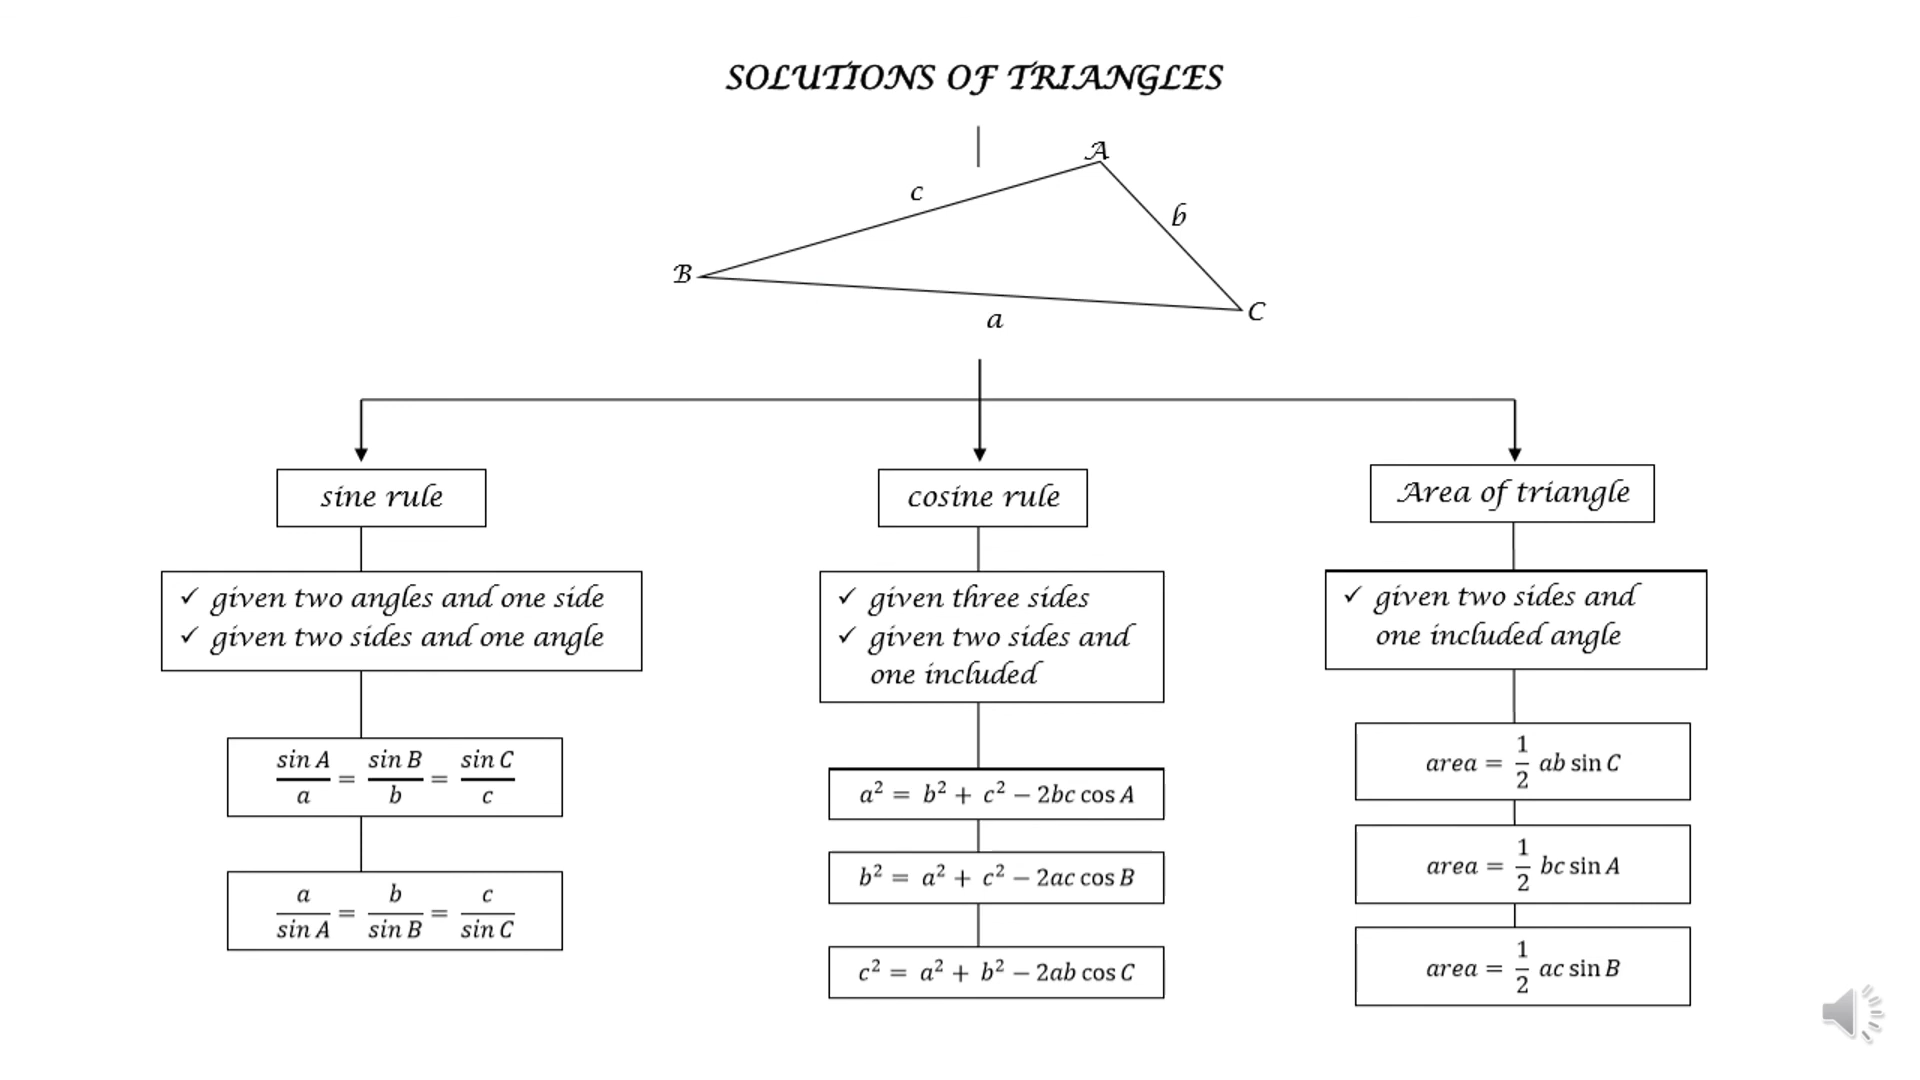 SOLUTIONS OF TRIANGLES
A
c
b
B
C
a
sine rule
✓ given two angles and one side
✓ given two sides and one angle
sin A / a = sin B / b = sin C / c
a / sin A = b / sin B = c / sin C
cosine rule
✓ given three sides
✓ given two sides and
one included
a² = b² + c² − 2bc cos A
b² = a² + c² − 2ac cos B
c² = a² + b² − 2ab cos C
Area of triangle
✓ given two sides and
one included angle
area = 1/2 ab sin C
area = 1/2 bc sin A
area = 1/2 ac sin B